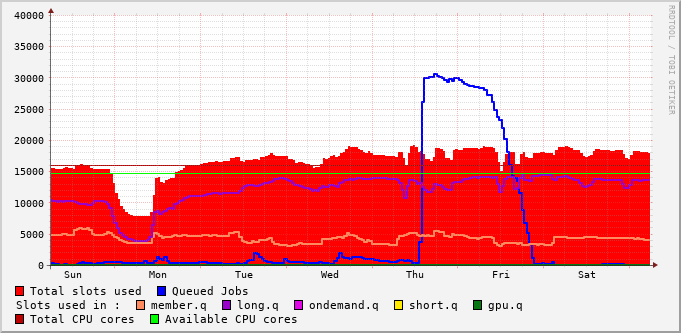 40000
35000
30000
25000
20000
15000
10000
5000
0
Sun Mon Tue Wed Thu Fri Sat
RRDTOOL / TOBI OETIKER
Total slots used Queued Jobs
Slots used in : member.q long.q ondemand.q short.q gpu.q
Total CPU cores Available CPU cores